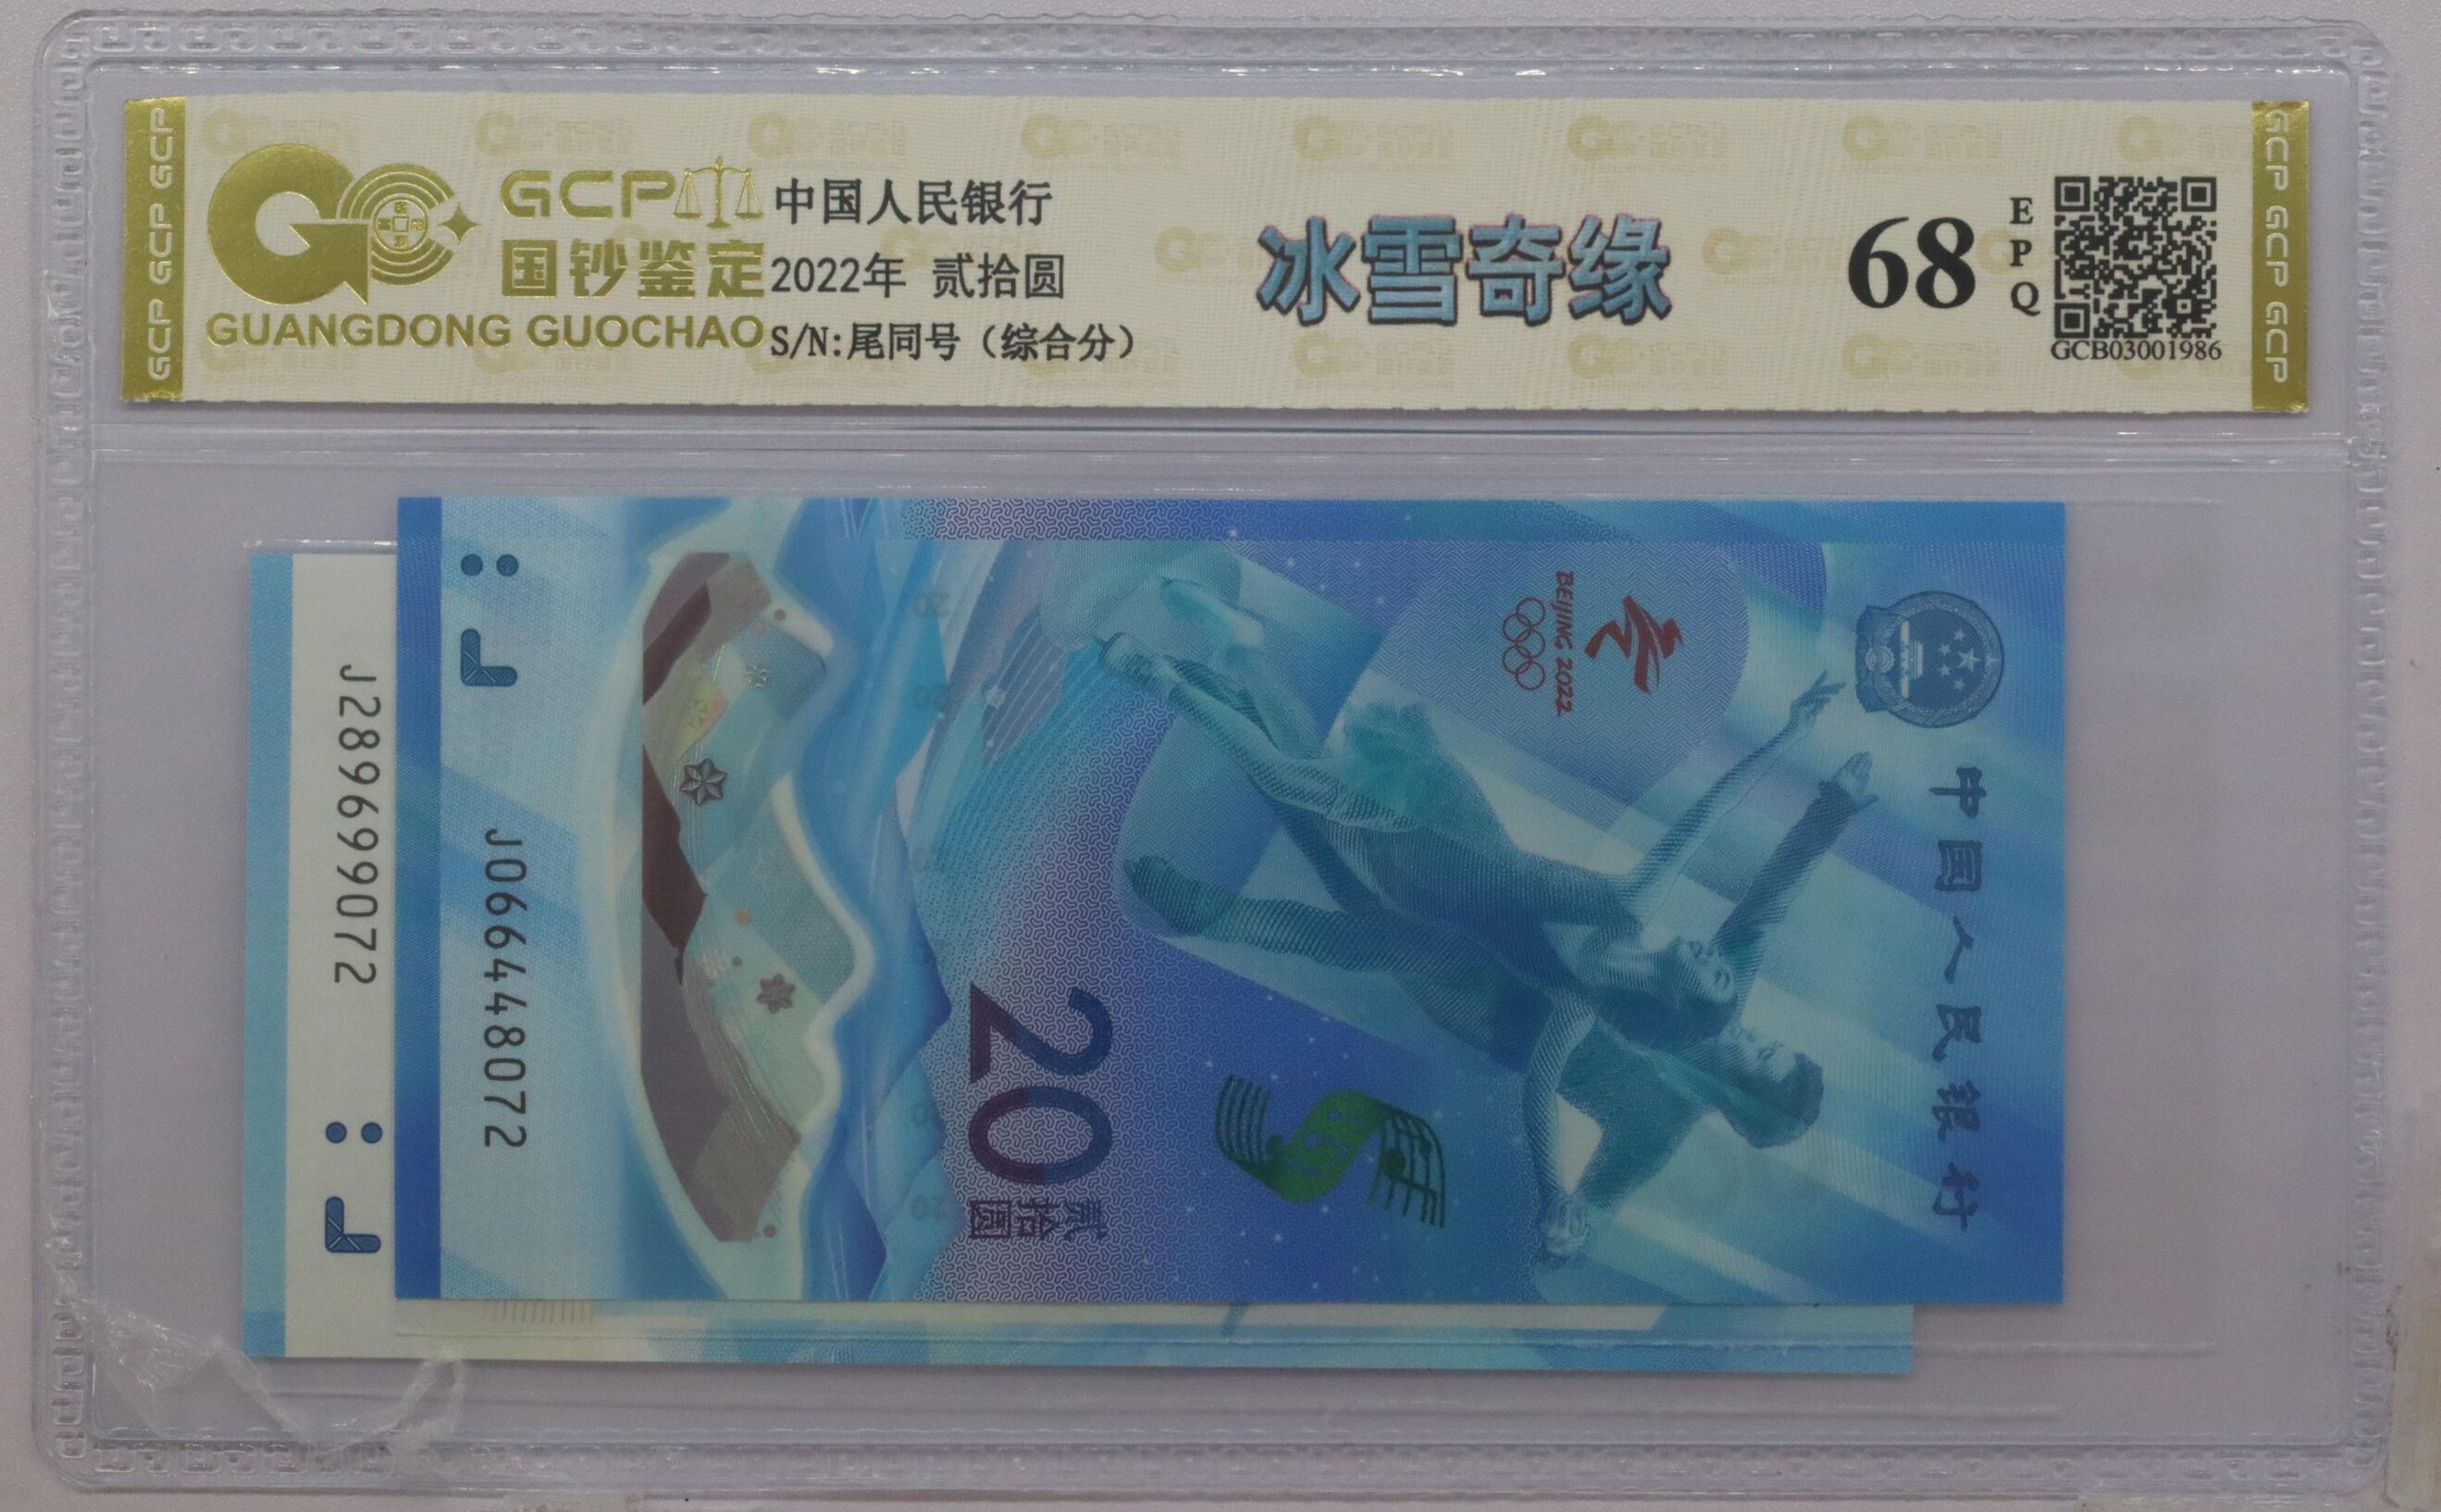 GCP GCP GCP
GCP
国钞鉴定
GUANGDONG GUOCHAO
中国人民银行
2022年 贰拾圆
S/N:尾同号（综合分）
冰雪奇缘
68
EPQ
GCB03001986
GCP GCP GCP
J289699072
J066448072
20
贰拾圆
BEIJING 2022
中国人民银行